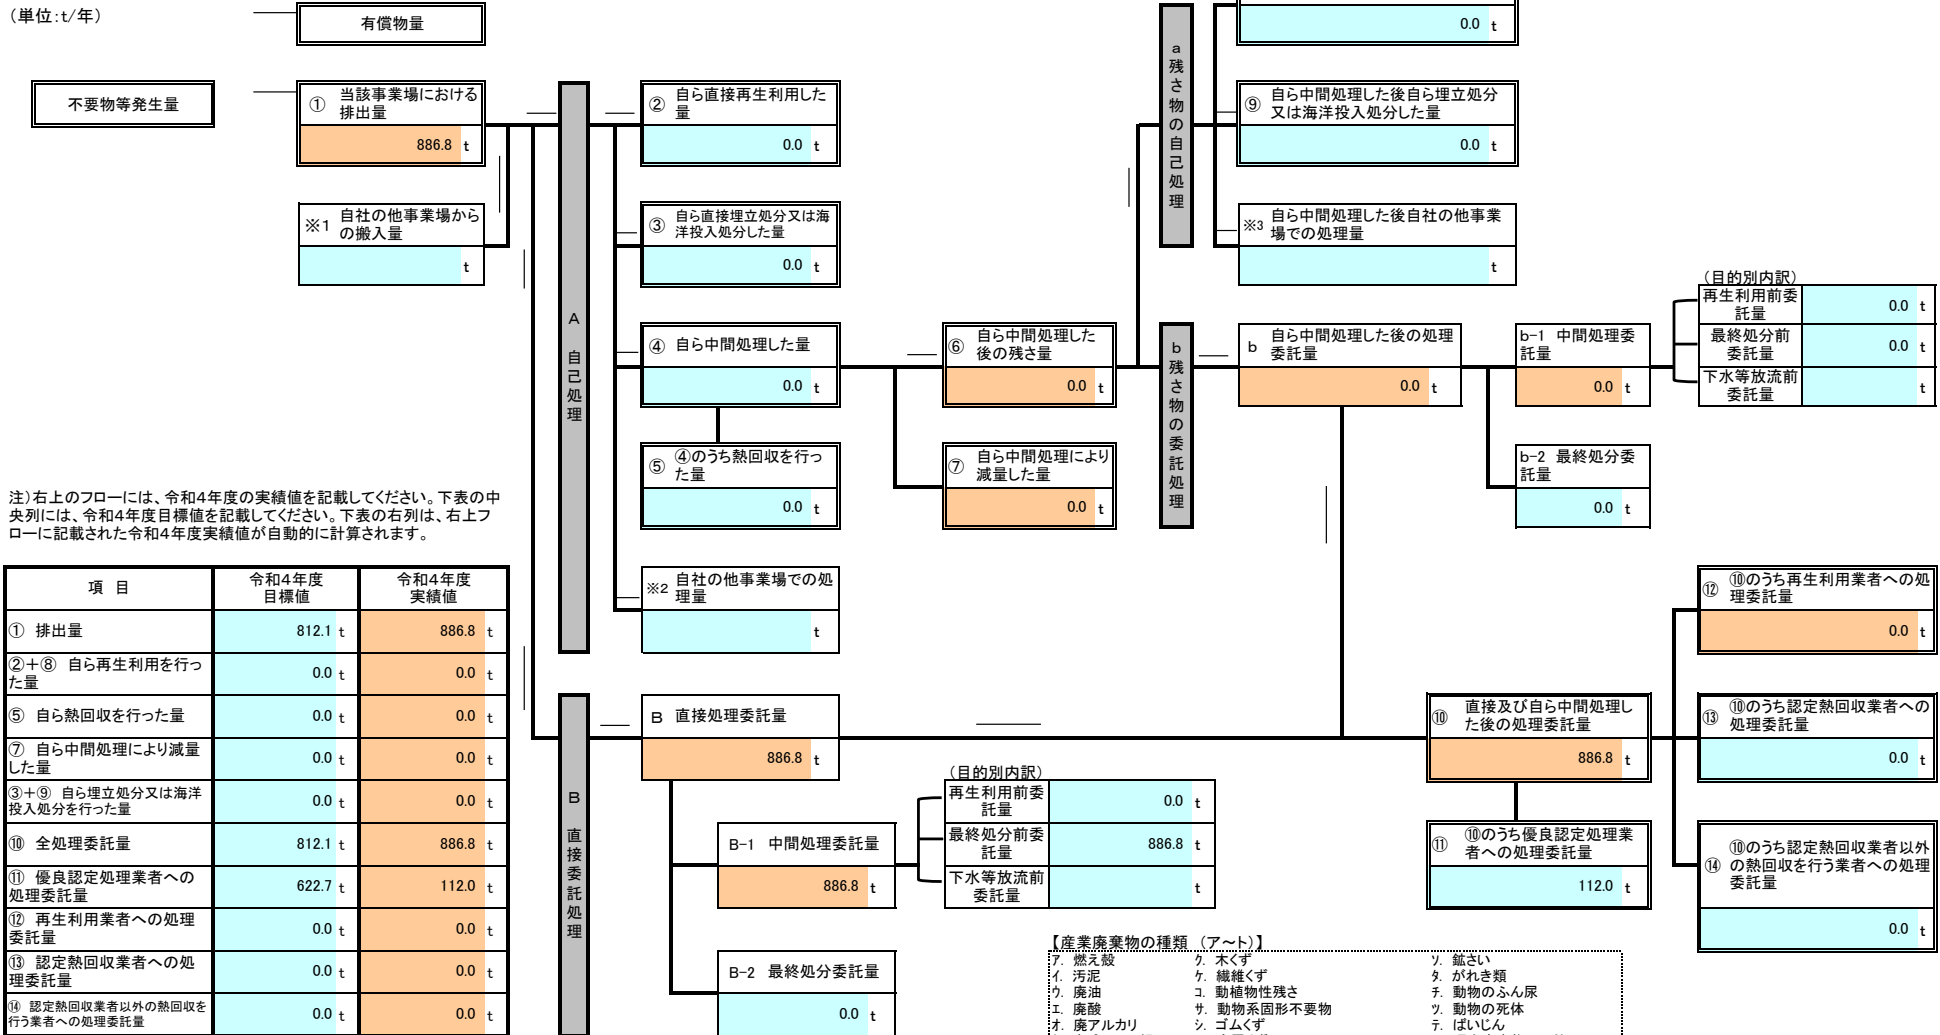 (単位:t/年)
有償物量
不要物等発生量
① 当該事業場における
排出量
886.8 t
※1 自社の他事業場から
の搬入量
t
A
自己処理
② 自ら直接再生利用した
量
0.0 t
③ 自ら直接埋立処分又は海
洋投入処分した量
0.0 t
④ 自ら中間処理した量
0.0 t
⑤ ④のうち熱回収を行っ
た量
0.0 t
※2 自社の他事業場での処
理量
t
⑥ 自ら中間処理した
後の残さ量
0.0 t
⑦ 自ら中間処理により
減量した量
0.0 t
a残さ物の自己処理
0.0 t
⑨ 自ら中間処理した後自ら埋立処分
又は海洋投入処分した量
0.0 t
※3 自ら中間処理した後自社の他事業
場での処理量
t
b残さ物の委託処理
b 自ら中間処理した後の処理
委託量
0.0 t
b-1 中間処理委
託量
0.0 t
b-2 最終処分委
託量
0.0 t
(目的別内訳)
再生利用前委
託量
0.0 t
最終処分前
委託量
0.0 t
下水等放流前
委託量
t
注)右上のフローには、令和4年度の実績値を記載してください。下表の中
央列には、令和4年度目標値を記載してください。下表の右列は、右上フ
ローに記載された令和4年度実績値が自動的に計算されます。
項 目
令和4年度
目標値
令和4年度
実績値
① 排出量 812.1 t 886.8 t
②+⑧ 自ら再生利用を行っ
た量 0.0 t 0.0 t
⑤ 自ら熱回収を行った量 0.0 t 0.0 t
⑦ 自ら中間処理により減量
した量 0.0 t 0.0 t
③+⑨ 自ら埋立処分又は海洋
投入処分を行った量 0.0 t 0.0 t
⑩ 全処理委託量 812.1 t 886.8 t
⑪ 優良認定処理業者への
処理委託量 622.7 t 112.0 t
⑫ 再生利用業者への処理
委託量 0.0 t 0.0 t
⑬ 認定熱回収業者への処
理委託量 0.0 t 0.0 t
⑭ 認定熱回収業者以外の熱回収を
行う業者への処理委託量 0.0 t 0.0 t
B
直接委託処理
B 直接処理委託量
886.8 t
B-1 中間処理委託量
886.8 t
B-2 最終処分委託量
0.0 t
(目的別内訳)
再生利用前委
託量
0.0 t
最終処分前委
託量
886.8 t
下水等放流前
委託量
t
⑩ 直接及び自ら中間処理し
た後の処理委託量
886.8 t
⑪ ⑩のうち優良認定処理業
者への処理委託量
112.0 t
⑫ ⑩のうち再生利用業者への処
理委託量
0.0 t
⑬ ⑩のうち認定熱回収業者への
処理委託量
0.0 t
⑭ ⑩のうち認定熱回収業者以外
の熱回収を行う業者への処理
委託量
0.0 t
【産業廃棄物の種類 (ア~ト)】
ア. 燃え殻 ク. 木くず ソ. 鉱さい
イ. 汚泥 ケ. 繊維くず タ. がれき類
ウ. 廃油 コ. 動植物性残さ チ. 動物のふん尿
エ. 廃酸 サ. 動物系固形不要物 ツ. 動物の死体
オ. 廃アルカリ シ. ゴムくず テ. ばいじん